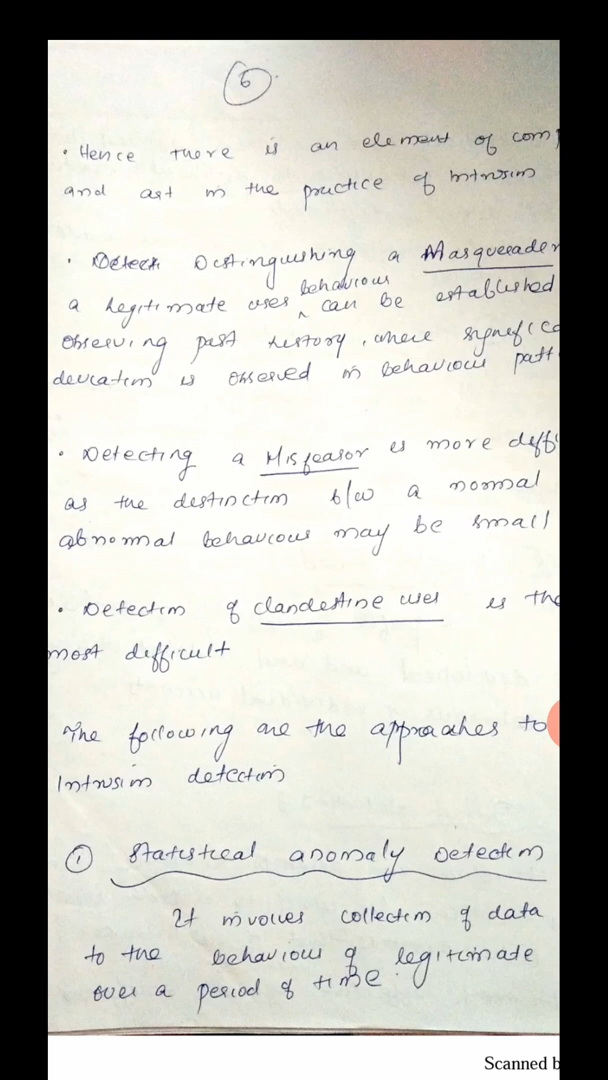 5
. Hence there is an element of comp
and art in the practice of intrusion
. Distinguishing a Masquerader
a legitimate user behaviour can be established
observing past history, where significa
deviation is observed in behaviour patt
. Detecting a Misfeasor is more diffi
as the distinction b/w a normal
abnormal behaviour may be small
. Detection of clandestine user is the
most difficult
The following are the approaches to
Intrusion detection
① Statistical anomaly Detection
It involves collection of data
to the behaviour of legitimate
over a period of time.
Scanned b